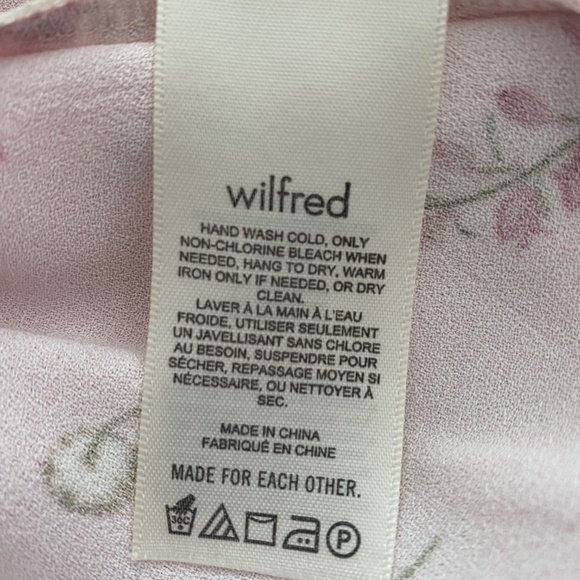 wilfred
HAND WASH COLD, ONLY
NON-CHLORINE BLEACH WHEN
NEEDED, HANG TO DRY, WARM
IRON ONLY IF NEEDED, OR DRY
CLEAN.
LAVER À LA MAIN À L'EAU
FROIDE, UTILISER SEULEMENT
UN JAVELLISANT SANS CHLORE
AU BESOIN, SUSPENDRE POUR
SÉCHER, REPASSAGE MOYEN SI
NÉCESSAIRE, OU NETTOYER À
SEC.
MADE IN CHINA
FABRIQUÉ EN CHINE
MADE FOR EACH OTHER.
30C P